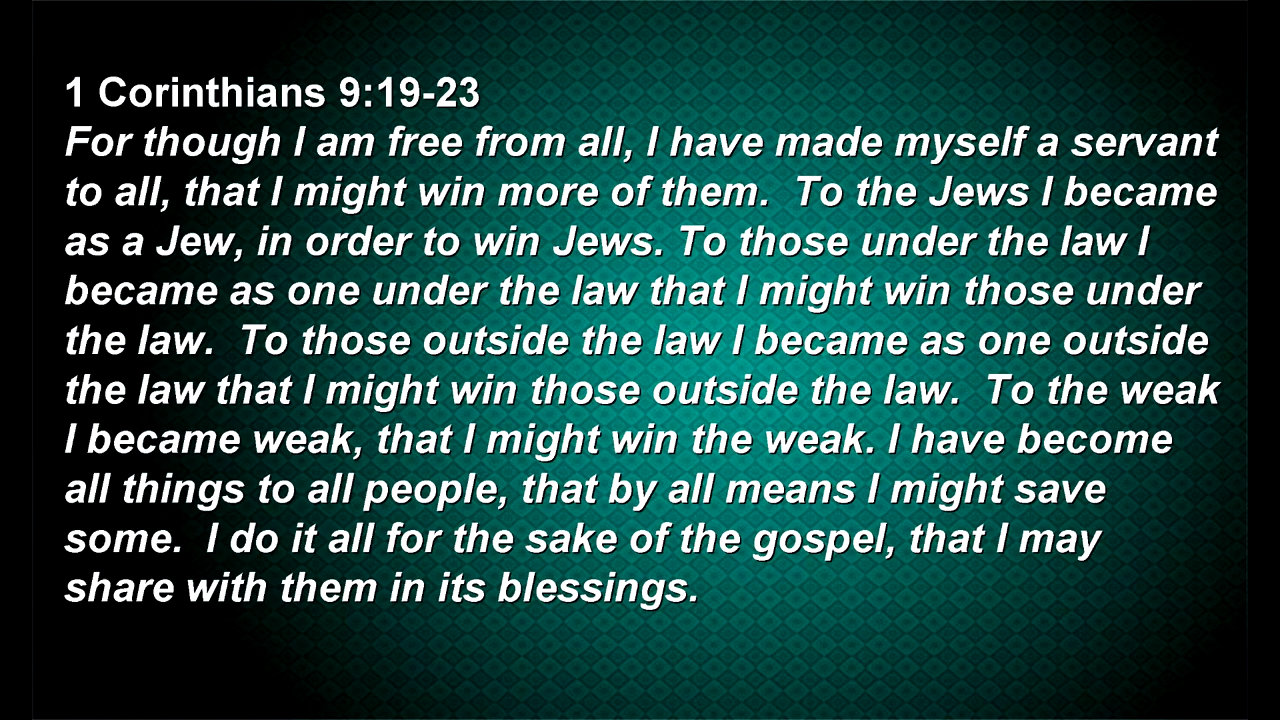 1 Corinthians 9:19-23
For though I am free from all, I have made myself a servant
to all, that I might win more of them.  To the Jews I became
as a Jew, in order to win Jews. To those under the law I
became as one under the law that I might win those under
the law.  To those outside the law I became as one outside
the law that I might win those outside the law.  To the weak
I became weak, that I might win the weak. I have become
all things to all people, that by all means I might save
some.  I do it all for the sake of the gospel, that I may
share with them in its blessings.